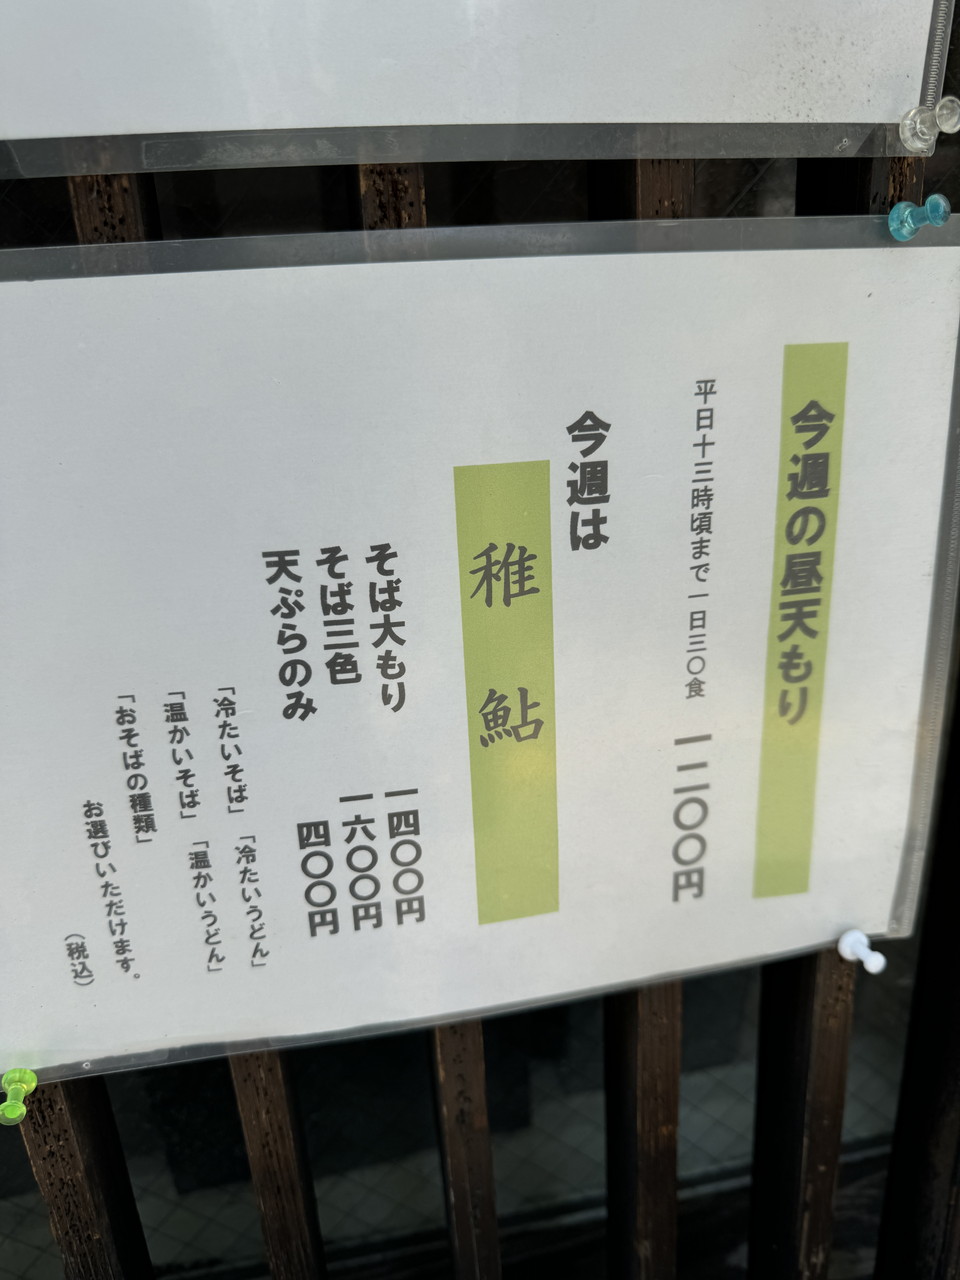 今週の昼天もり
平日十三時頃まで一日三〇食 一二〇〇円
今週は
稚鮎
そば大もり 一四〇〇円
そば三色 一六〇〇円
天ぷらのみ 四〇〇円
「冷たいそば」「冷たいうどん」
「温かいそば」「温かいうどん」
「おそばの種類」
お選びいただけます。
（税込）